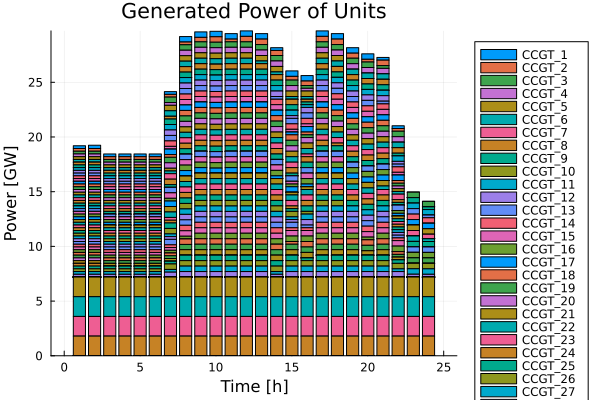 Generated Power of Units
Power [GW]
25
20
15
10
5
0
0
5
10
15
20
25
Time [h]
CCGT_1
CCGT_2
CCGT_3
CCGT_4
CCGT_5
CCGT_6
CCGT_7
CCGT_8
CCGT_9
CCGT_10
CCGT_11
CCGT_12
CCGT_13
CCGT_14
CCGT_15
CCGT_16
CCGT_17
CCGT_18
CCGT_19
CCGT_20
CCGT_21
CCGT_22
CCGT_23
CCGT_24
CCGT_25
CCGT_26
CCGT_27